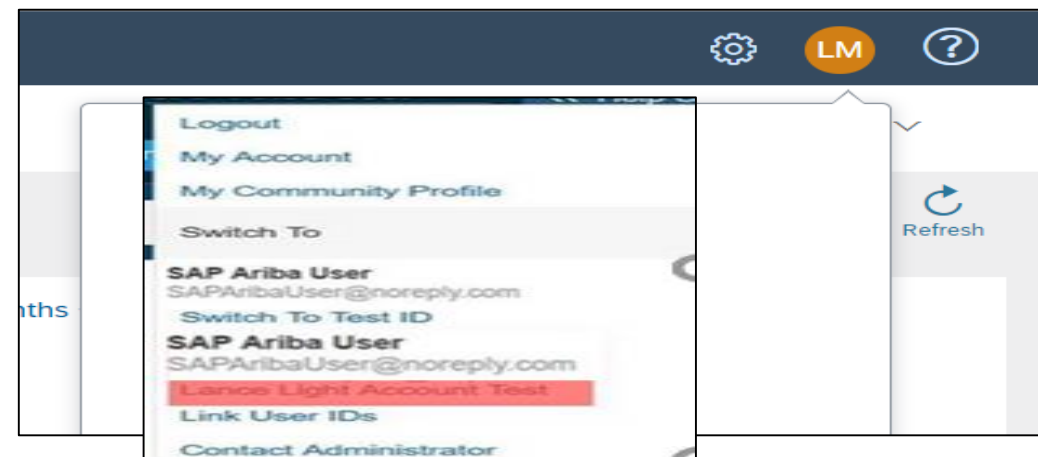 LM
?
Logout
My Account
My Community Profile
Switch To
Refresh
SAP Ariba User
SAPAribaUser@noreply.com
nths
Switch To Test ID
SAP Ariba User
SAPAribaUser@noreply.com
Lance Light Account Test
Link User IDs
Contact Administrator